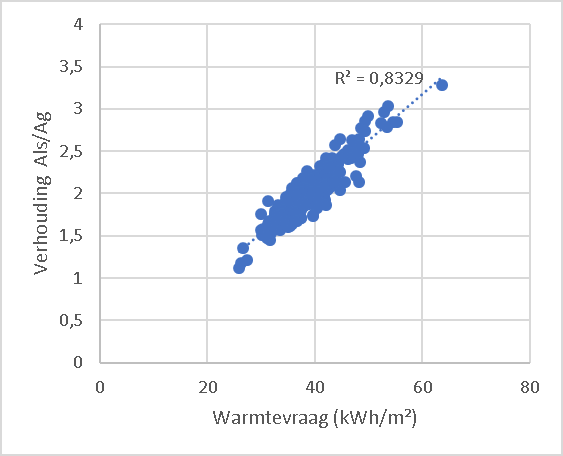 4
3,5
3
2,5
2
1,5
1
0,5
0
R² = 0,8329
0 20 40 60 80
Verhouding Als/Ag
Warmtevraag (kWh/m²)